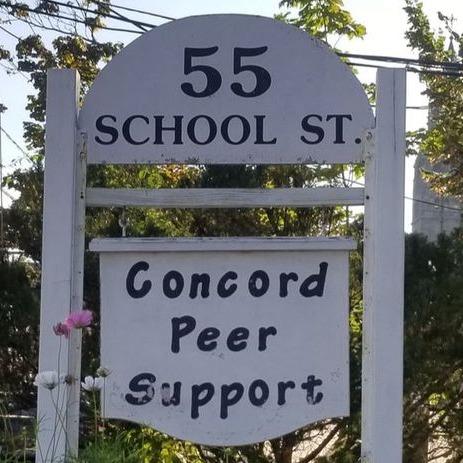 55
SCHOOL ST.
Concord
Peer
Support